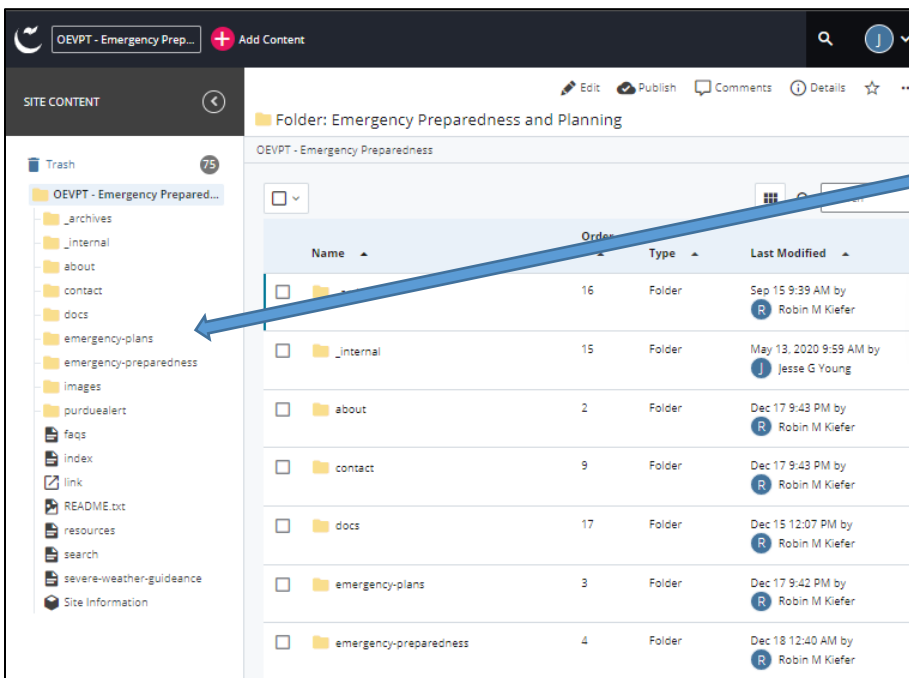 OEVPT - Emergency Prep... Add Content J
SITE CONTENT
Edit Publish Comments Details
Folder: Emergency Preparedness and Planning
OEVPT - Emergency Preparedness
Trash 75
OEVPT - Emergency Prepared...
_archives
_internal
about
contact
docs
emergency-plans
emergency-preparedness
images
purduealert
faqs
index
link
README.txt
resources
search
severe-weather-guideance
Site Information
Name Order Type Last Modified
16 Folder Sep 15 9:39 AM by
R Robin M Kiefer
_internal 15 Folder May 13, 2020 9:59 AM by
J Jesse G Young
about 2 Folder Dec 17 9:43 PM by
R Robin M Kiefer
contact 9 Folder Dec 17 9:43 PM by
R Robin M Kiefer
docs 17 Folder Dec 15 12:07 PM by
R Robin M Kiefer
emergency-plans 3 Folder Dec 17 9:42 PM by
R Robin M Kiefer
emergency-preparedness 4 Folder Dec 18 12:40 AM by
R Robin M Kiefer